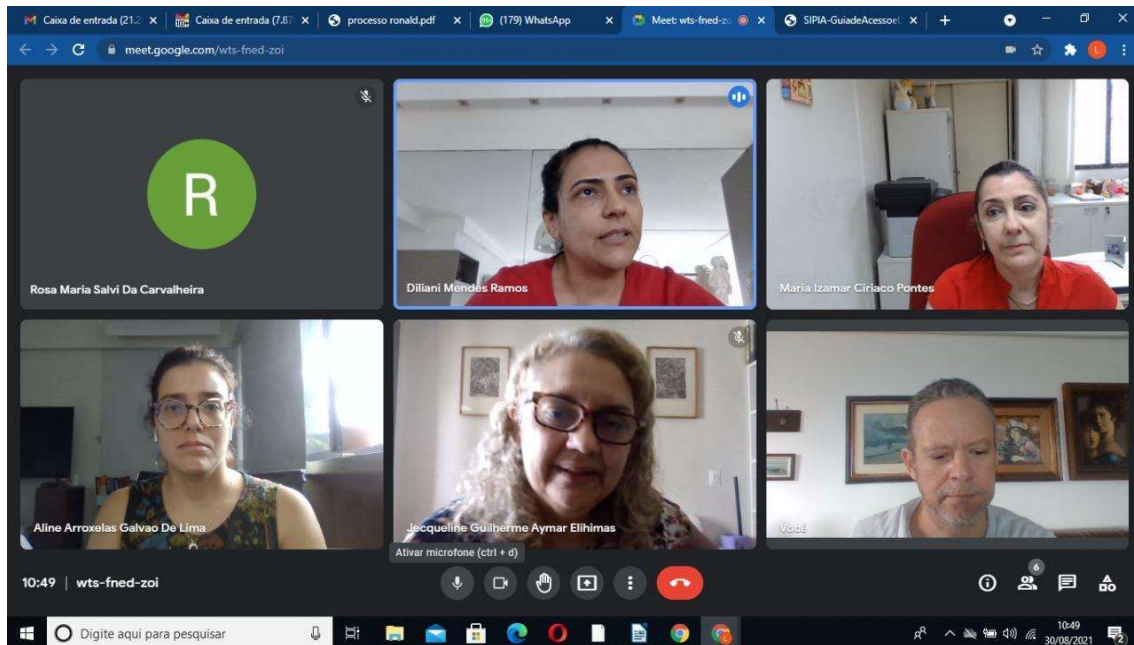 Caixa de entrada (21.2
Caixa de entrada (7.87
processo ronald.pdf
(179) WhatsApp
Meet: wts-fned-zo
SIPIA-GuiadeAcessoeU
meet.google.com/wts-fned-zoi
L
R
Rosa Maria Salvi Da Carvalheira
Diliani Mendes Ramos
Maria Izamar Ciriaco Pontes
Aline Arroxelas Galvao De Lima
Jecqueline Guilherme Aymar Elihimas
Você
Ativar microfone (ctrl + d)
10:49 | wts-fned-zoi
6
Digite aqui para pesquisar
10:49
30/08/2021
2